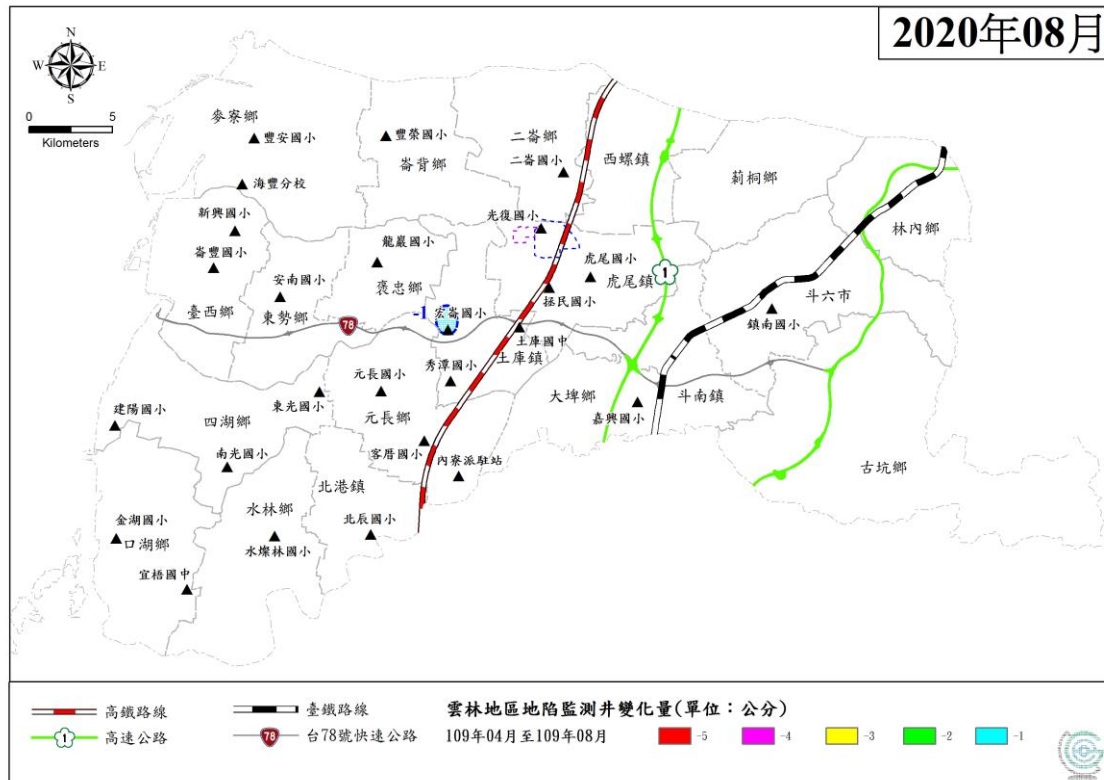 2020年08月
N
W E
S
0 5
Kilometers
麥寮鄉
豐安國小
豐榮國小
崙背鄉
二崙鄉
二崙國小
西螺鎮
莿桐鄉
海豐分校
新興國小
光復國小
林內鄉
崙豐國小
龍巖國小
虎尾國小
安南國小
褒忠鄉
虎尾鎮
1
拯民國小
斗六市
臺西鄉
東勢鄉
78
-1
宏崙國小
鎮南國小
土庫國中
土庫鎮
元長國小
秀潭國小
東光國小
大埤鄉
斗南鎮
建陽國小
四湖鄉
元長鄉
嘉興國小
客厝國小
南光國小
內寮派駐站
古坑鄉
北港鎮
金湖國小
水林鄉
北辰國小
口湖鄉
水燦林國小
宜梧國中
高鐵路線
臺鐵路線
雲林地區地陷監測井變化量(單位：公分)
1 高速公路
78 台78號快速公路
109年04月至109年08月
-5 -4 -3 -2 -1